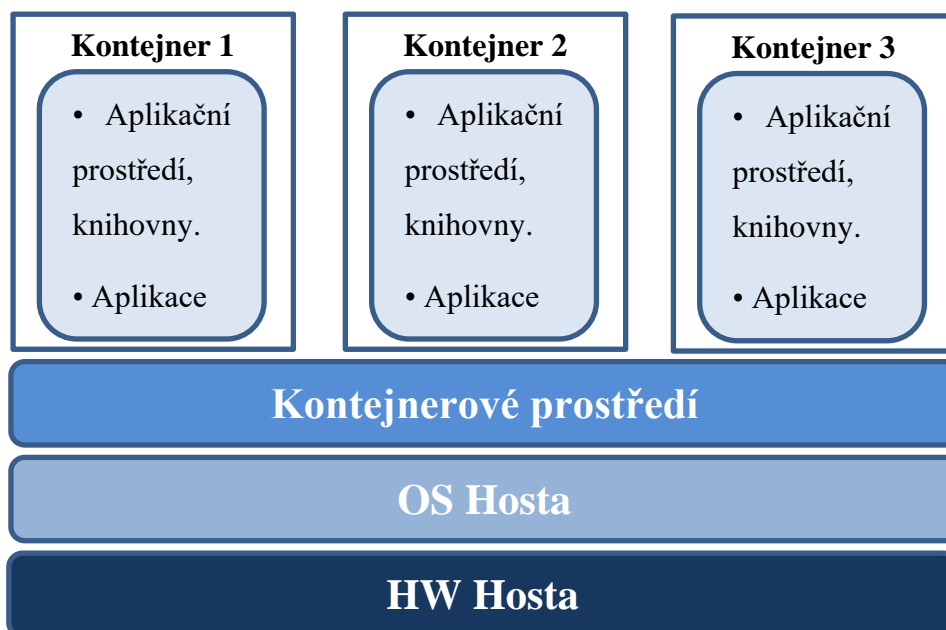 Kontejner 1
• Aplikační
prostředí,
knihovny.
• Aplikace
Kontejner 2
• Aplikační
prostředí,
knihovny.
• Aplikace
Kontejner 3
• Aplikační
prostředí,
knihovny.
• Aplikace
Kontejnerové prostředí
OS Hosta
HW Hosta